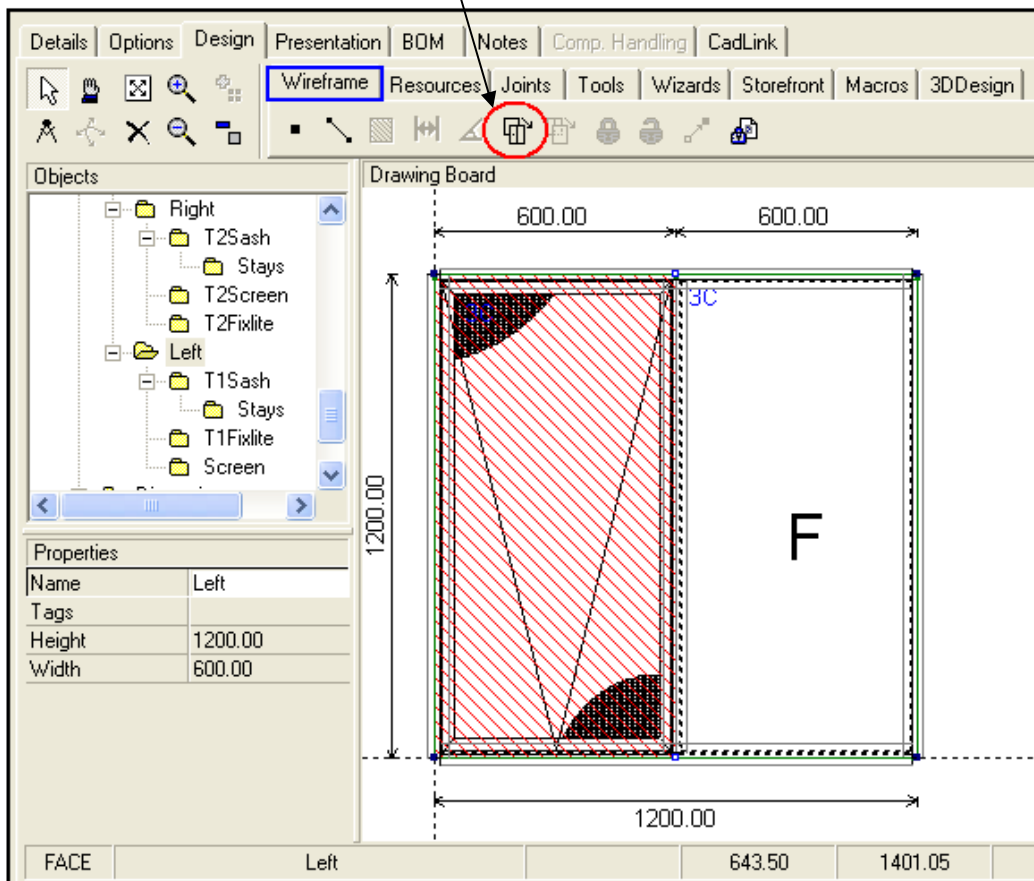 Details Options Design Presentation BOM Notes Comp. Handling CadLink
Wireframe Resources Joints Tools Wizards Storefront Macros 3DDesign
Objects
Right
T2Sash
Stays
T2Screen
T2Fixlite
Left
T1Sash
Stays
T1Fixlite
Screen
Properties
Name Left
Tags
Height 1200.00
Width 600.00
Drawing Board
600.00 600.00
3C 3C
1200.00
F
1200.00
FACE Left 643.50 1401.05